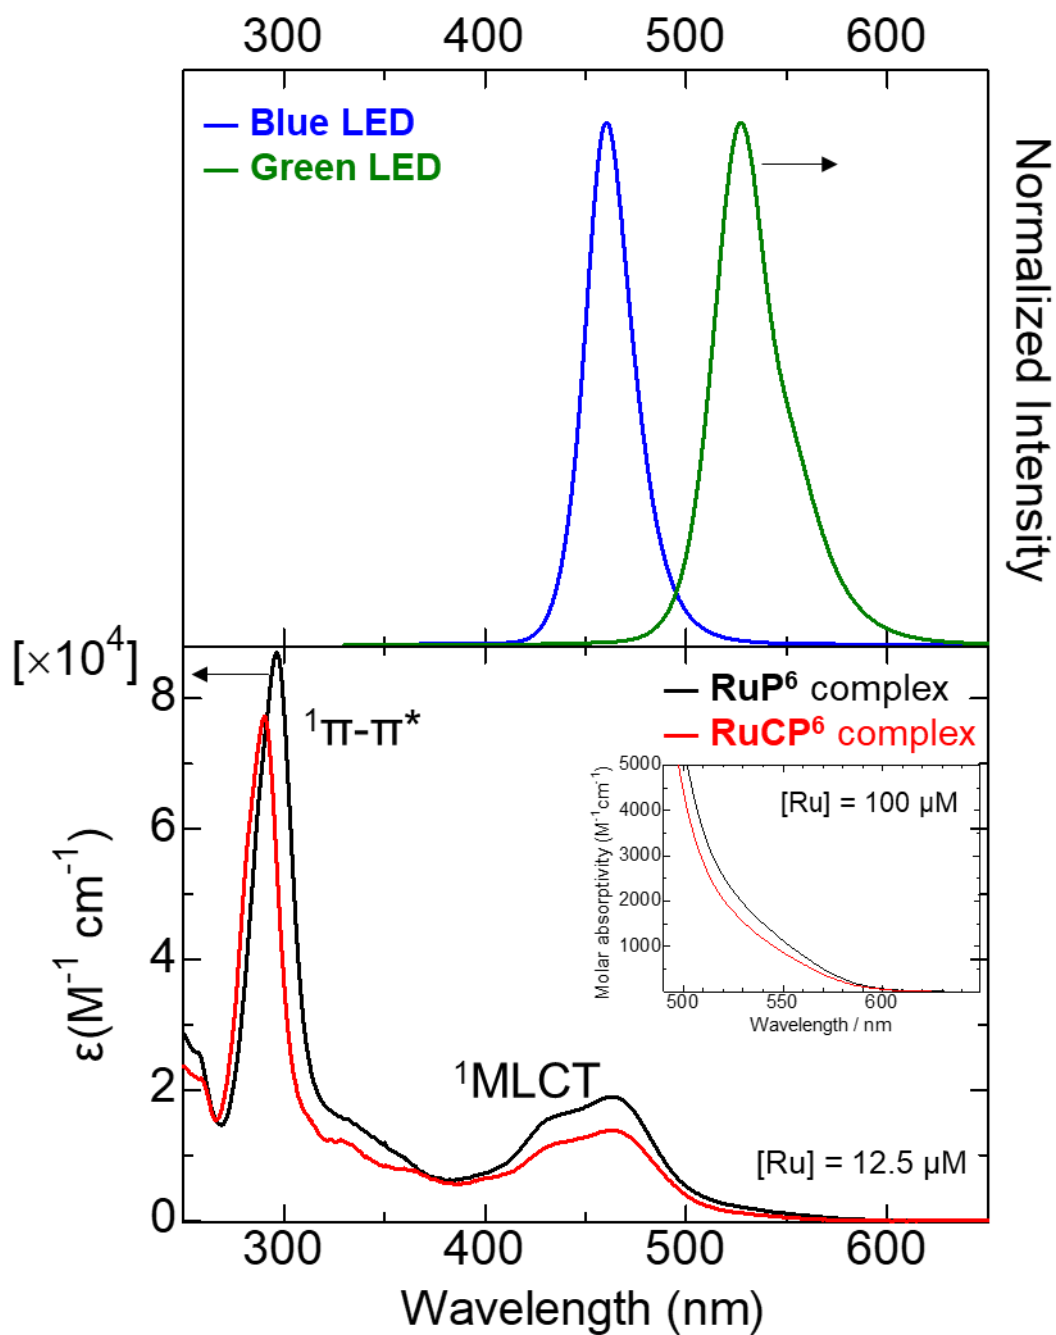 300 400 500 600
— Blue LED
— Green LED
Normalized Intensity
[×10⁴]
8
6
4
2
0
ε(M⁻¹ cm⁻¹)
¹π-π*
— RuP⁶ complex
— RuCP⁶ complex
5000
4000
3000
2000
1000
Molar absorptivity (M⁻¹cm⁻¹)
[Ru] = 100 μM
500 550 600
Wavelength / nm
¹MLCT
[Ru] = 12.5 μM
300 400 500 600
Wavelength (nm)